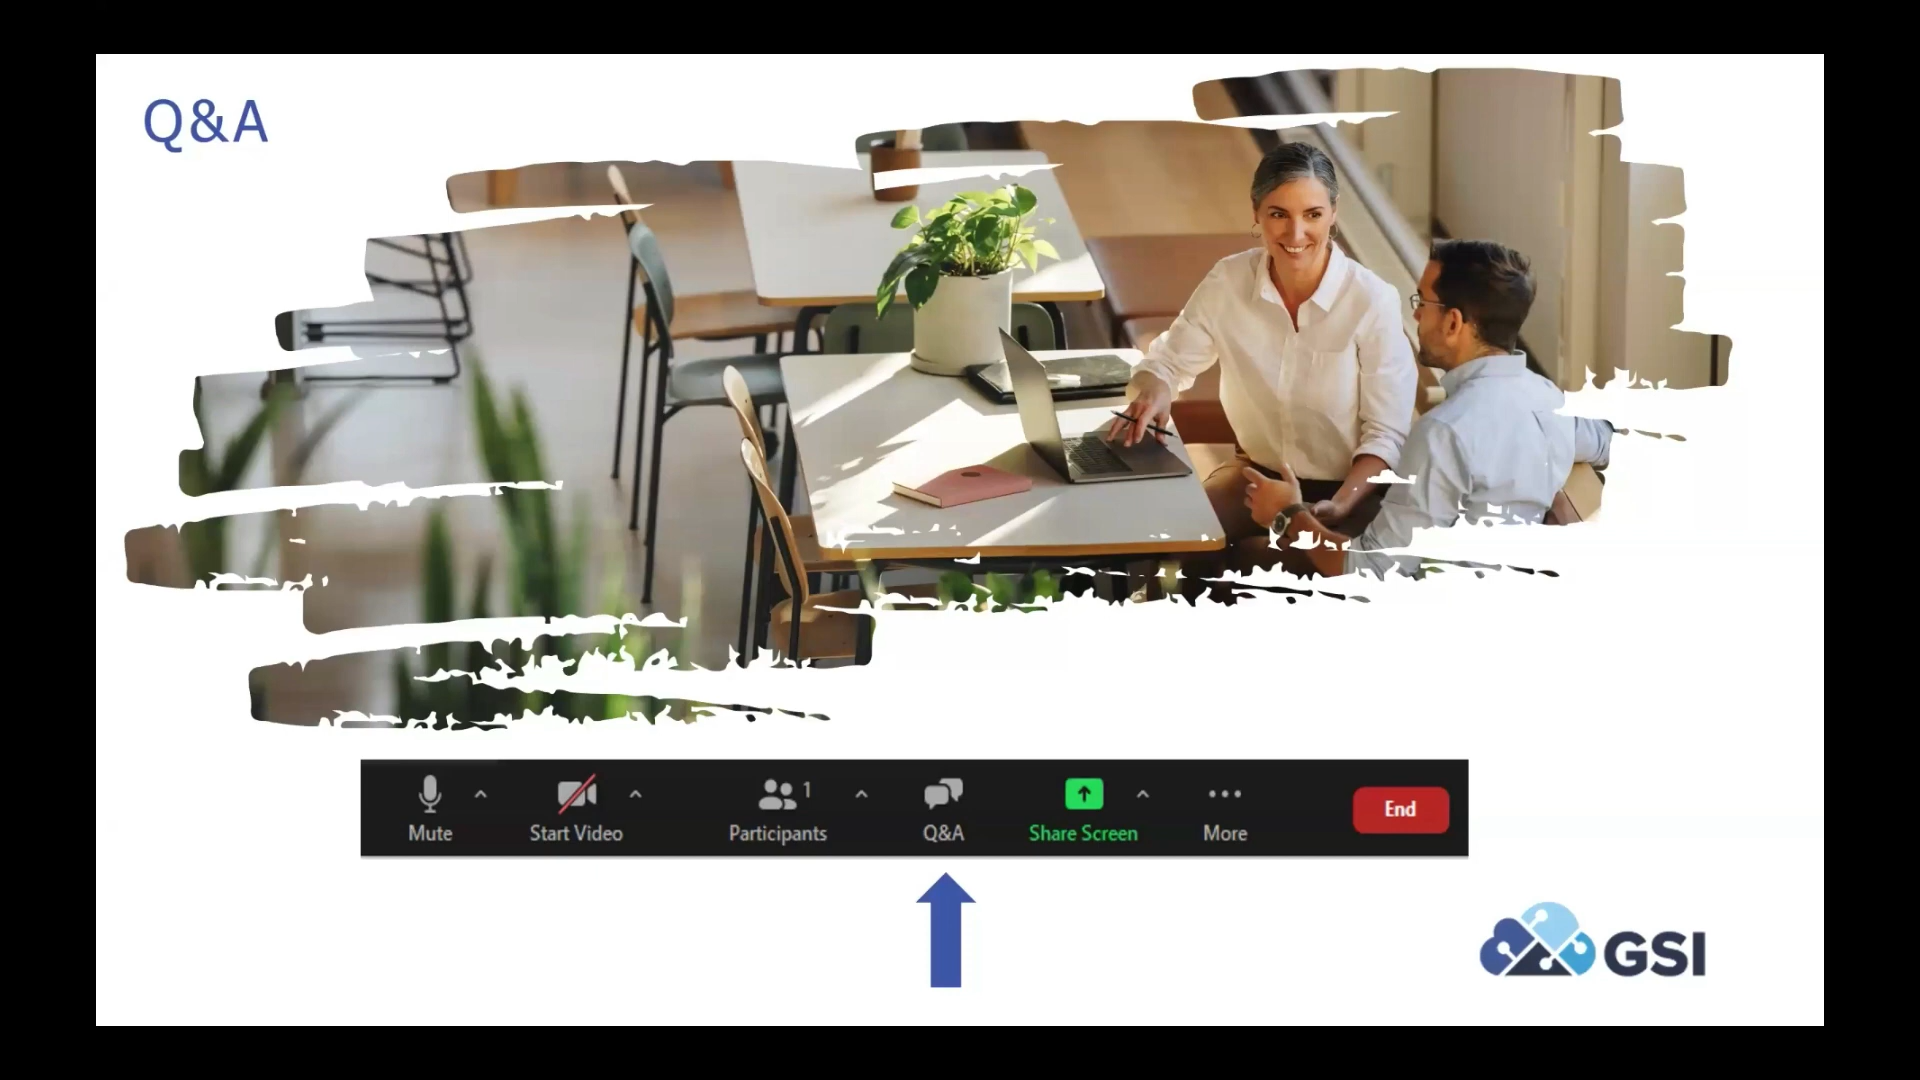 Q&A
Mute
Start Video
1
Participants
Q&A
Share Screen
More
End
GSI